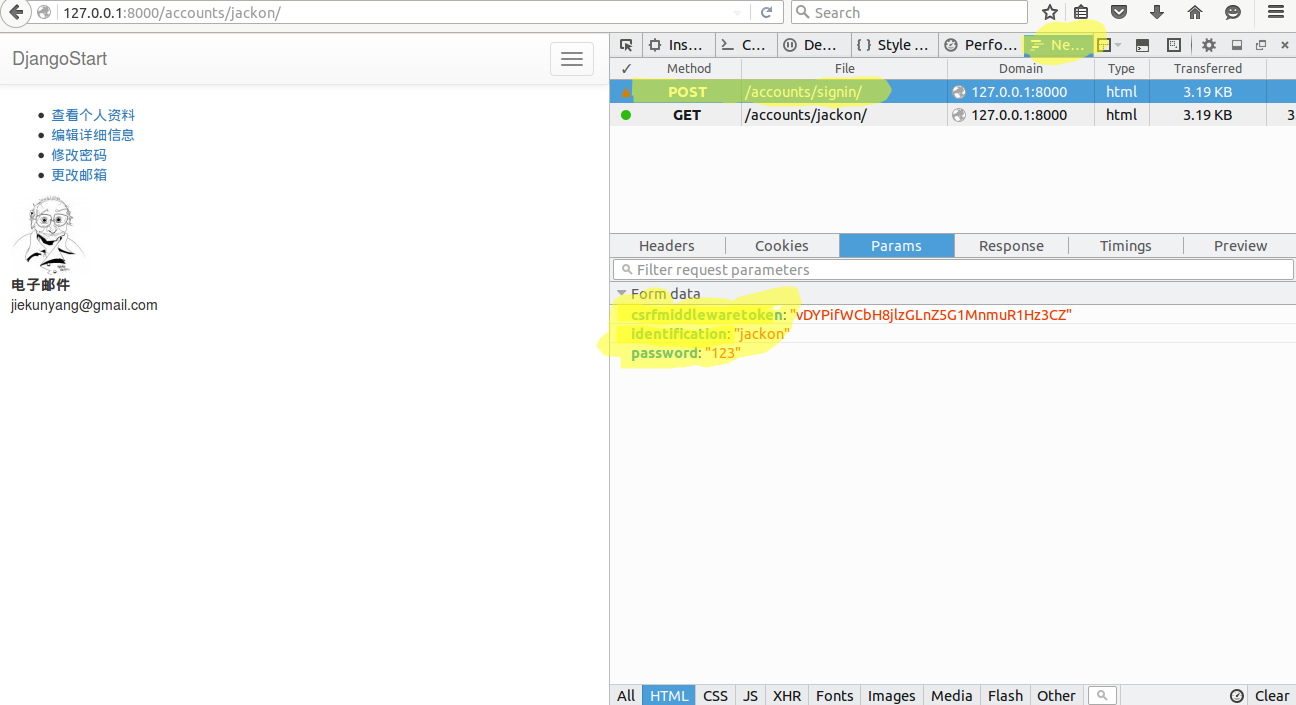 127.0.0.1:8000/accounts/jackon/
Search
DjangoStart
查看个人资料
编辑详细信息
修改密码
更改邮箱
电子邮件
jiekunyang@gmail.com
Ins... C... De... { } Style ... Perfo... Ne...
✓ Method File Domain Type Transferred
POST /accounts/signin/ 127.0.0.1:8000 html 3.19 KB
GET /accounts/jackon/ 127.0.0.1:8000 html 3.19 KB 3
Headers Cookies Params Response Timings Preview
Filter request parameters
Form data
csrfmiddlewaretoken: "vDYPifWCbH8jlzGLnZ5G1MnmuR1Hz3CZ"
identification: "jackon"
password: "123"
All HTML CSS JS XHR Fonts Images Media Flash Other Clear